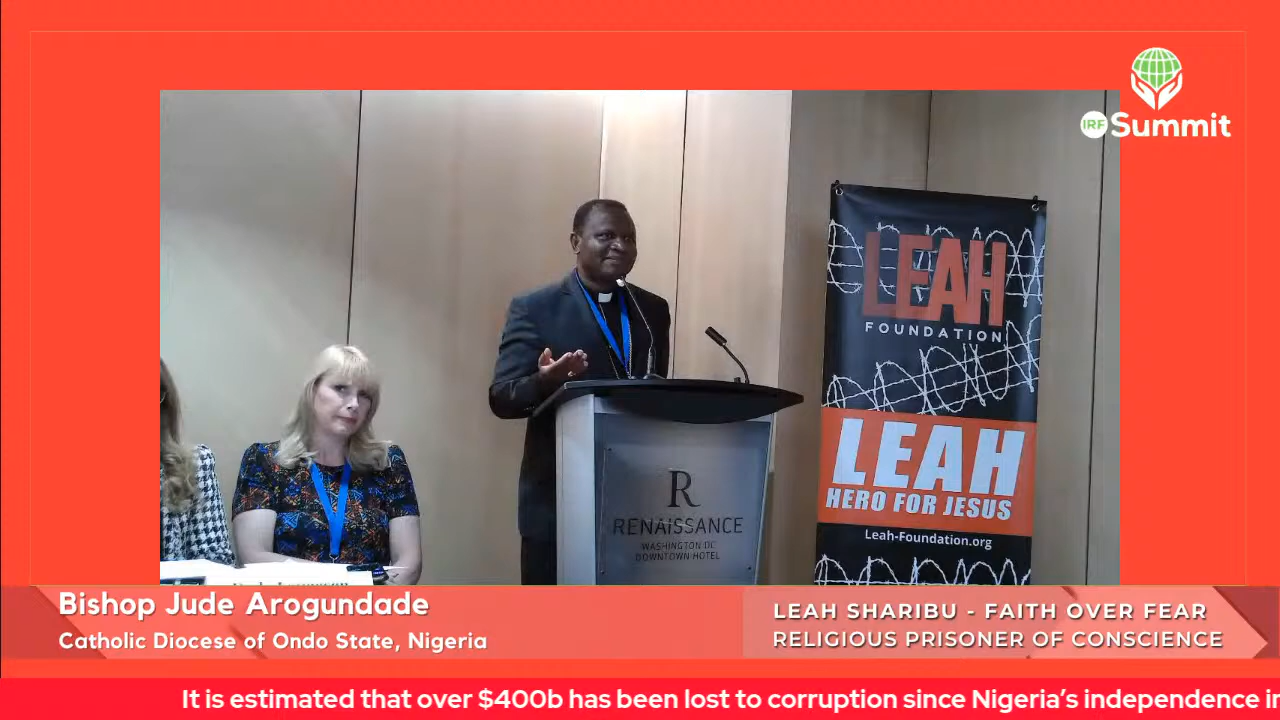 IRF Summit
LEAH
FOUNDATION
LEAH
HERO FOR JESUS
Leah-Foundation.org
R
RENAISSANCE
WASHINGTON DC
DOWNTOWN HOTEL
Bishop Jude Arogundade
Catholic Diocese of Ondo State, Nigeria
LEAH SHARIBU - FAITH OVER FEAR
RELIGIOUS PRISONER OF CONSCIENCE
It is estimated that over $400b has been lost to corruption since Nigeria's independence in